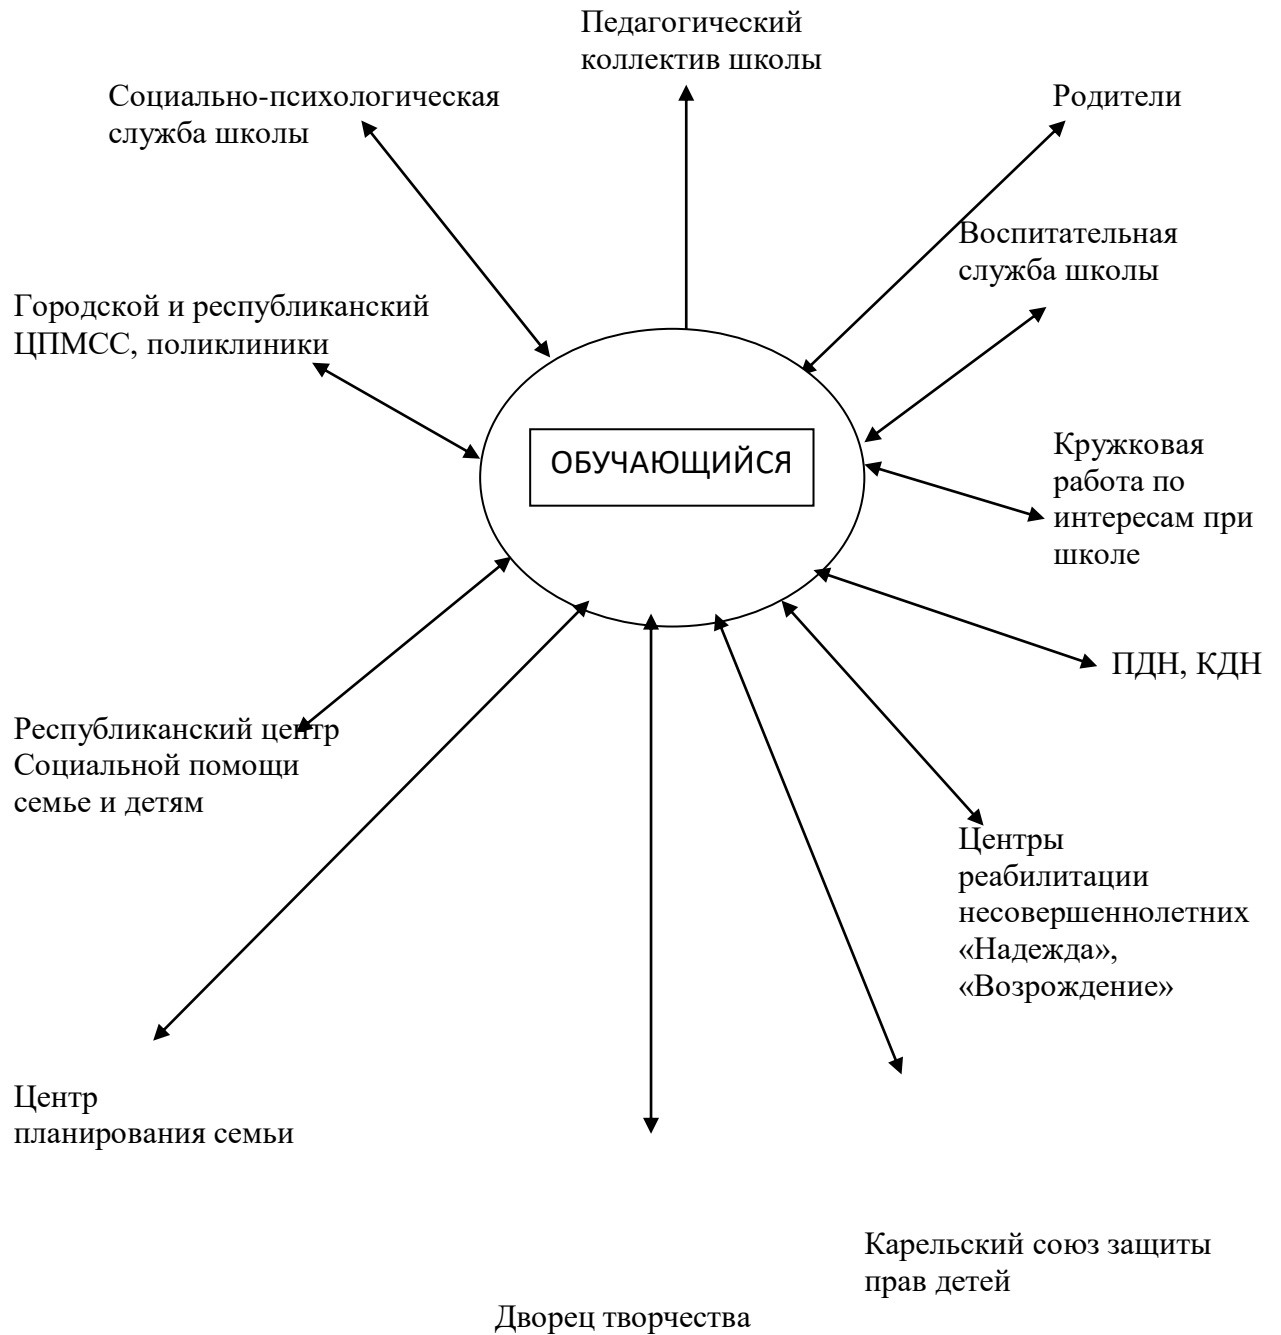 Педагогический
коллектив школы
Социально-психологическая
служба школы
Родители
Воспитательная
служба школы
Городской и республиканский
ЦПМСС, поликлиники
ОБУЧАЮЩИЙСЯ
Кружковая
работа по
интересам при
школе
ПДН, КДН
Республиканский центр
Социальной помощи
семье и детям
Центры
реабилитации
несовершеннолетних
«Надежда»,
«Возрождение»
Центр
планирования семьи
Карельский союз защиты
прав детей
Дворец творчества